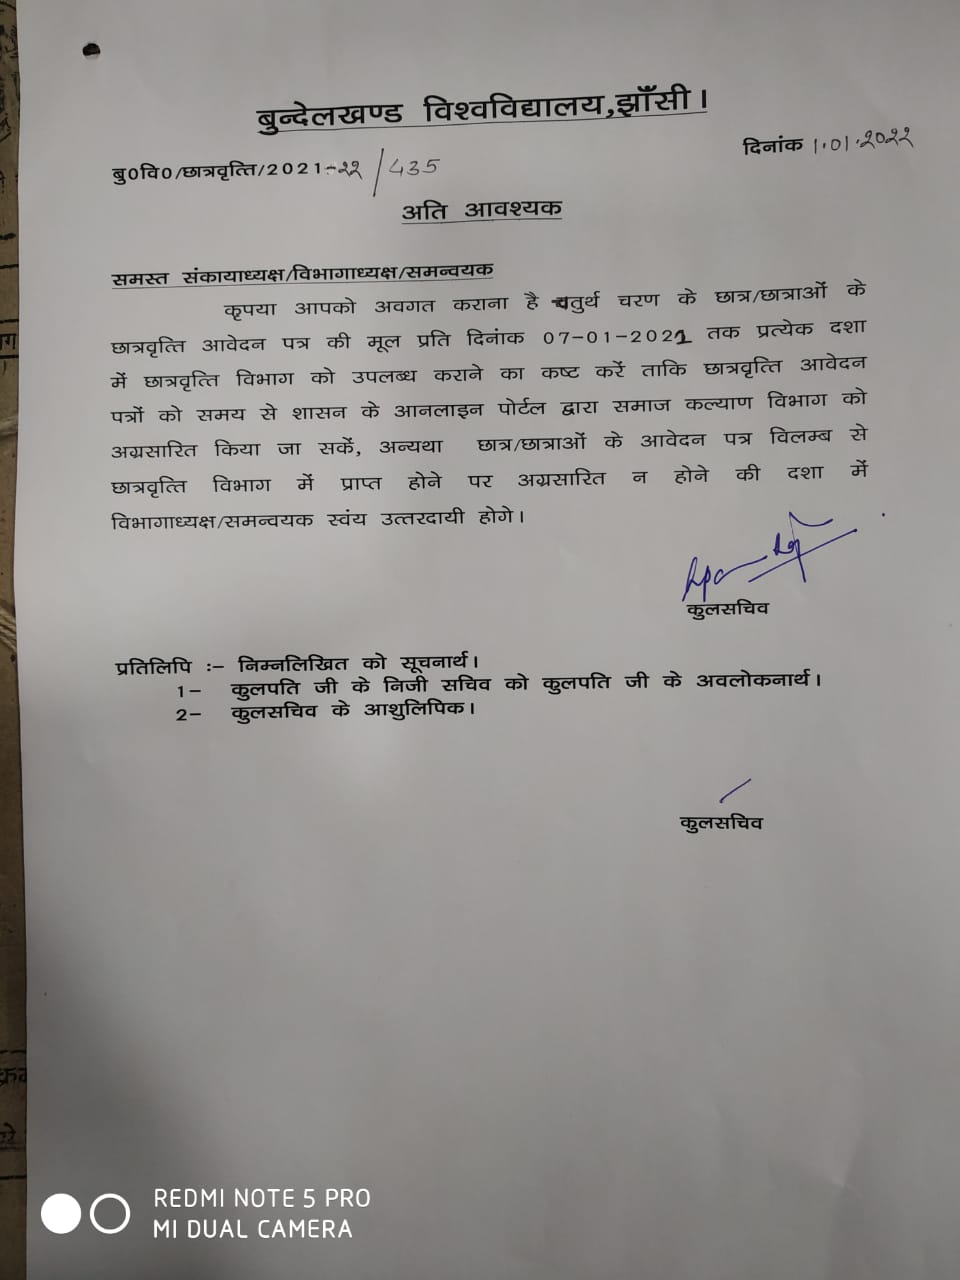 बुन्देलखण्ड विश्वविद्यालय,झाँसी।
दिनांक 1.01.2022
बु0वि0/छात्रवृत्ति/2021-22/435
अति आवश्यक
समस्त संकायाध्यक्ष/विभागाध्यक्ष/समन्वयक
कृपया आपको अवगत कराना है चतुर्थ चरण के छात्र/छात्राओं के
छात्रवृत्ति आवेदन पत्र की मूल प्रति दिनांक 07-01-2021 तक प्रत्येक दशा
में छात्रवृत्ति विभाग को उपलब्ध कराने का कष्ट करें ताकि छात्रवृत्ति आवेदन
पत्रों को समय से शासन के आनलाइन पोर्टल द्वारा समाज कल्याण विभाग को
अग्रसारित किया जा सकें, अन्यथा छात्र/छात्राओं के आवेदन पत्र विलम्ब से
छात्रवृत्ति विभाग में प्राप्त होने पर अग्रसारित न होने की दशा में
विभागाध्यक्ष/समन्वयक स्वंय उत्तरदायी होगे।
कुलसचिव
प्रतिलिपि :– निम्नलिखित को सूचनार्थ।
1– कुलपति जी के निजी सचिव को कुलपति जी के अवलोकनार्थ।
2– कुलसचिव के आशुलिपिक।
कुलसचिव
REDMI NOTE 5 PRO
MI DUAL CAMERA